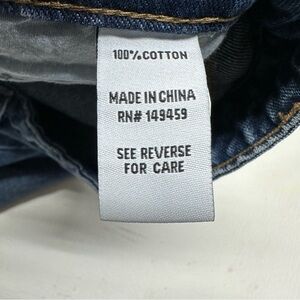 100% COTTON
MADE IN CHINA
RN# 149459
SEE REVERSE
FOR CARE